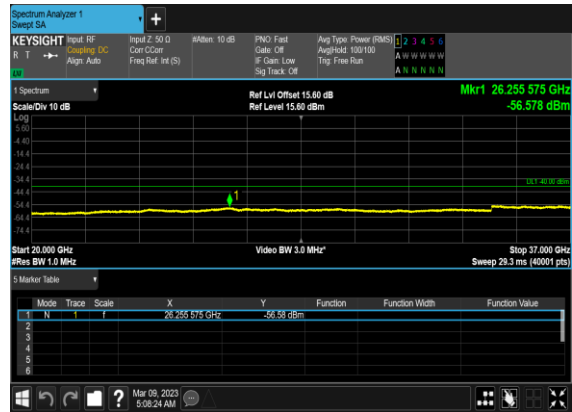 Spectrum Analyzer 1
Swept SA
KEYSIGHT Input: RF Input Z: 50 Ω #Atten: 10 dB PNO: Fast Avg Type: Power (RMS) 1 2 3 4 5 6
R T Coupling: DC Corr CCorr Gate: Off Avg|Hold: 100/100 A W W W W W
Align: Auto Freq Ref: Int (S) IF Gain: Low Trig: Free Run
Sig Track: Off A N N N N N
1 Spectrum Ref Lvl Offset 15.60 dB Mkr1 26.255 575 GHz
Scale/Div 10 dB Ref Level 15.60 dBm -56.578 dBm
Log
5.60
-4.40
-14.4
-24.4
-34.4
DL1 -40.00 dBm
-44.4
1
-54.4
-64.4
-74.4
Start 20.000 GHz Video BW 3.0 MHz* Stop 37.000 GHz
#Res BW 1.0 MHz Sweep 29.3 ms (40001 pts)
5 Marker Table
Mode Trace Scale X Y Function Function Width Function Value
1 N 1 f 26.255 575 GHz -56.58 dBm
2
3
4
5
6
? Mar 09, 2023
5:08:24 AM